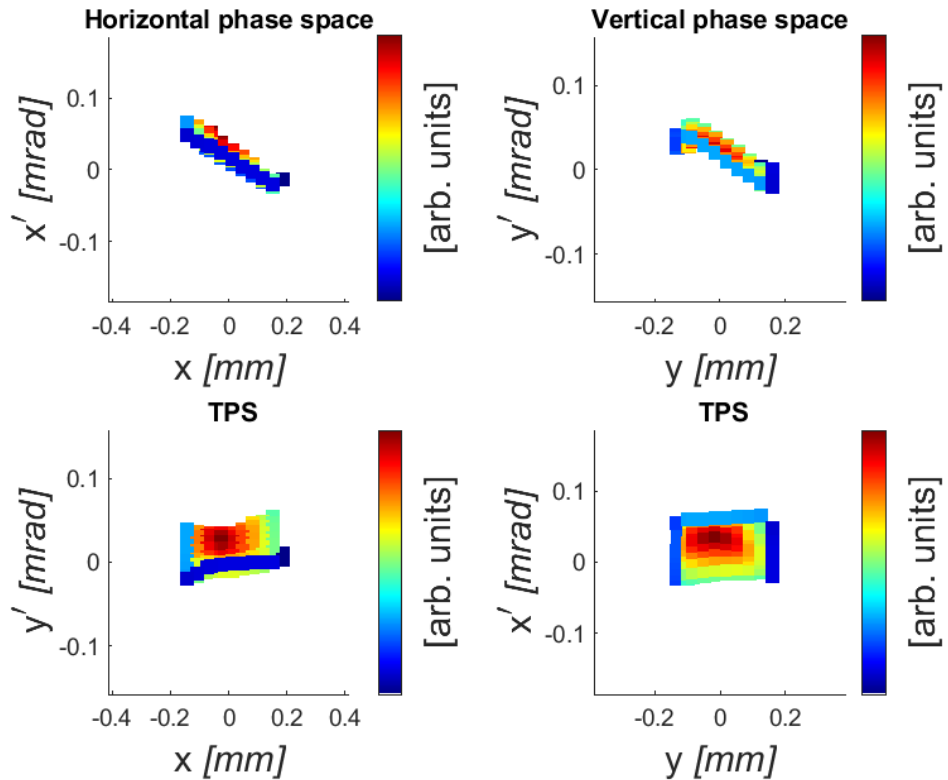 Horizontal phase space
Vertical phase space
0.1
0
-0.1
x′ [mrad]
-0.4
-0.2
0
0.2
0.4
x [mm]
[arb. units]
0.1
0
-0.1
y′ [mrad]
-0.2
0
0.2
y [mm]
[arb. units]
TPS
TPS
0.1
0
-0.1
y′ [mrad]
-0.4
-0.2
0
0.2
0.4
x [mm]
[arb. units]
0.1
0
-0.1
x′ [mrad]
-0.2
0
0.2
y [mm]
[arb. units]